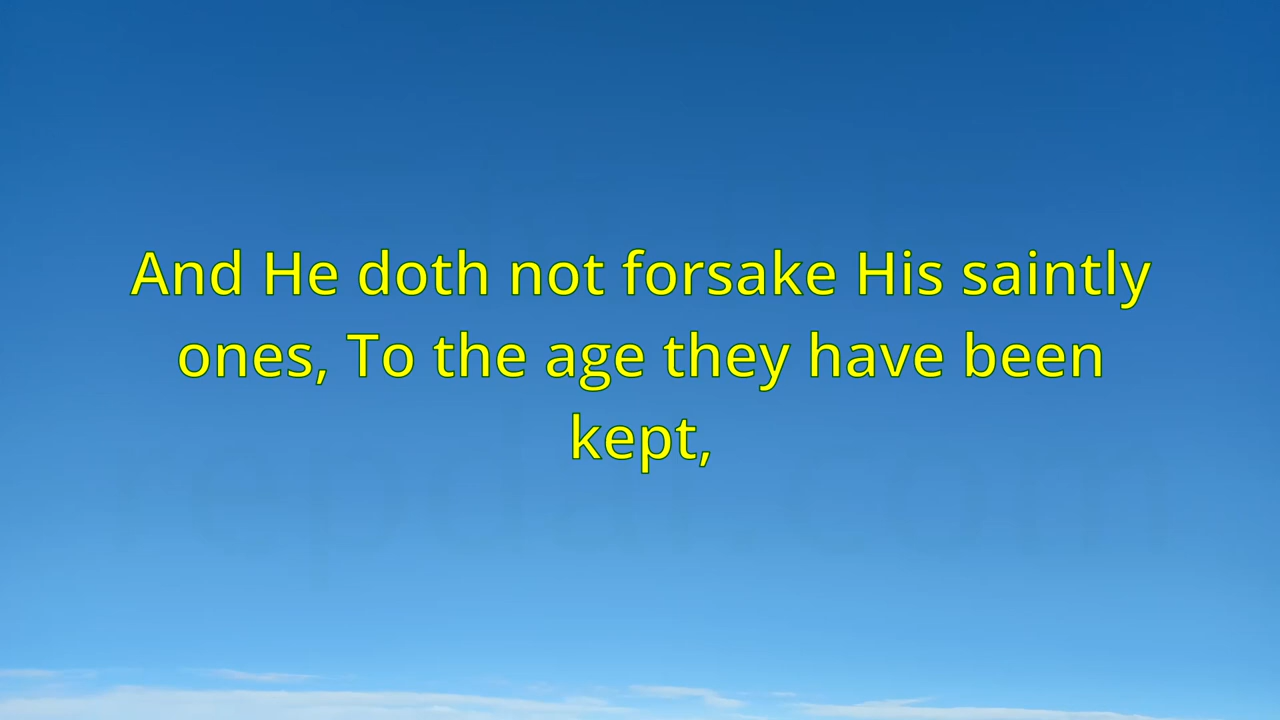 And He doth not forsake His saintly
ones, To the age they have been
kept,